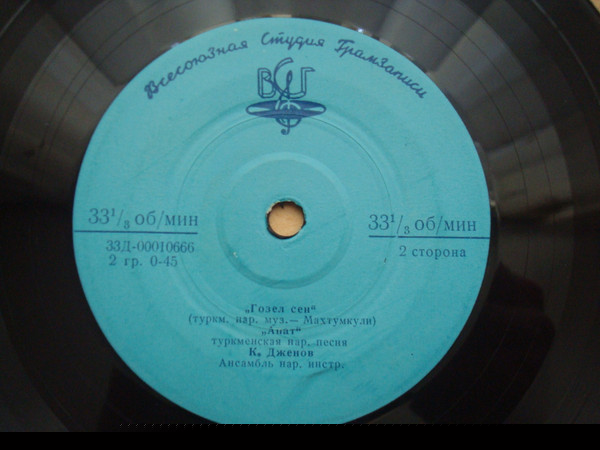 Всесоюзная Студия Грамзаписи
ВСГ
33⅓ об/мин
33⅓ об/мин
33Д-00010666
2 гр. 0-45
2 сторона
„Гозел сен“
(туркм. нар. муз.— Махтумкули)
„Апат“
туркменская нар. песня
К. Дженов
Ансамбль нар. инстр.